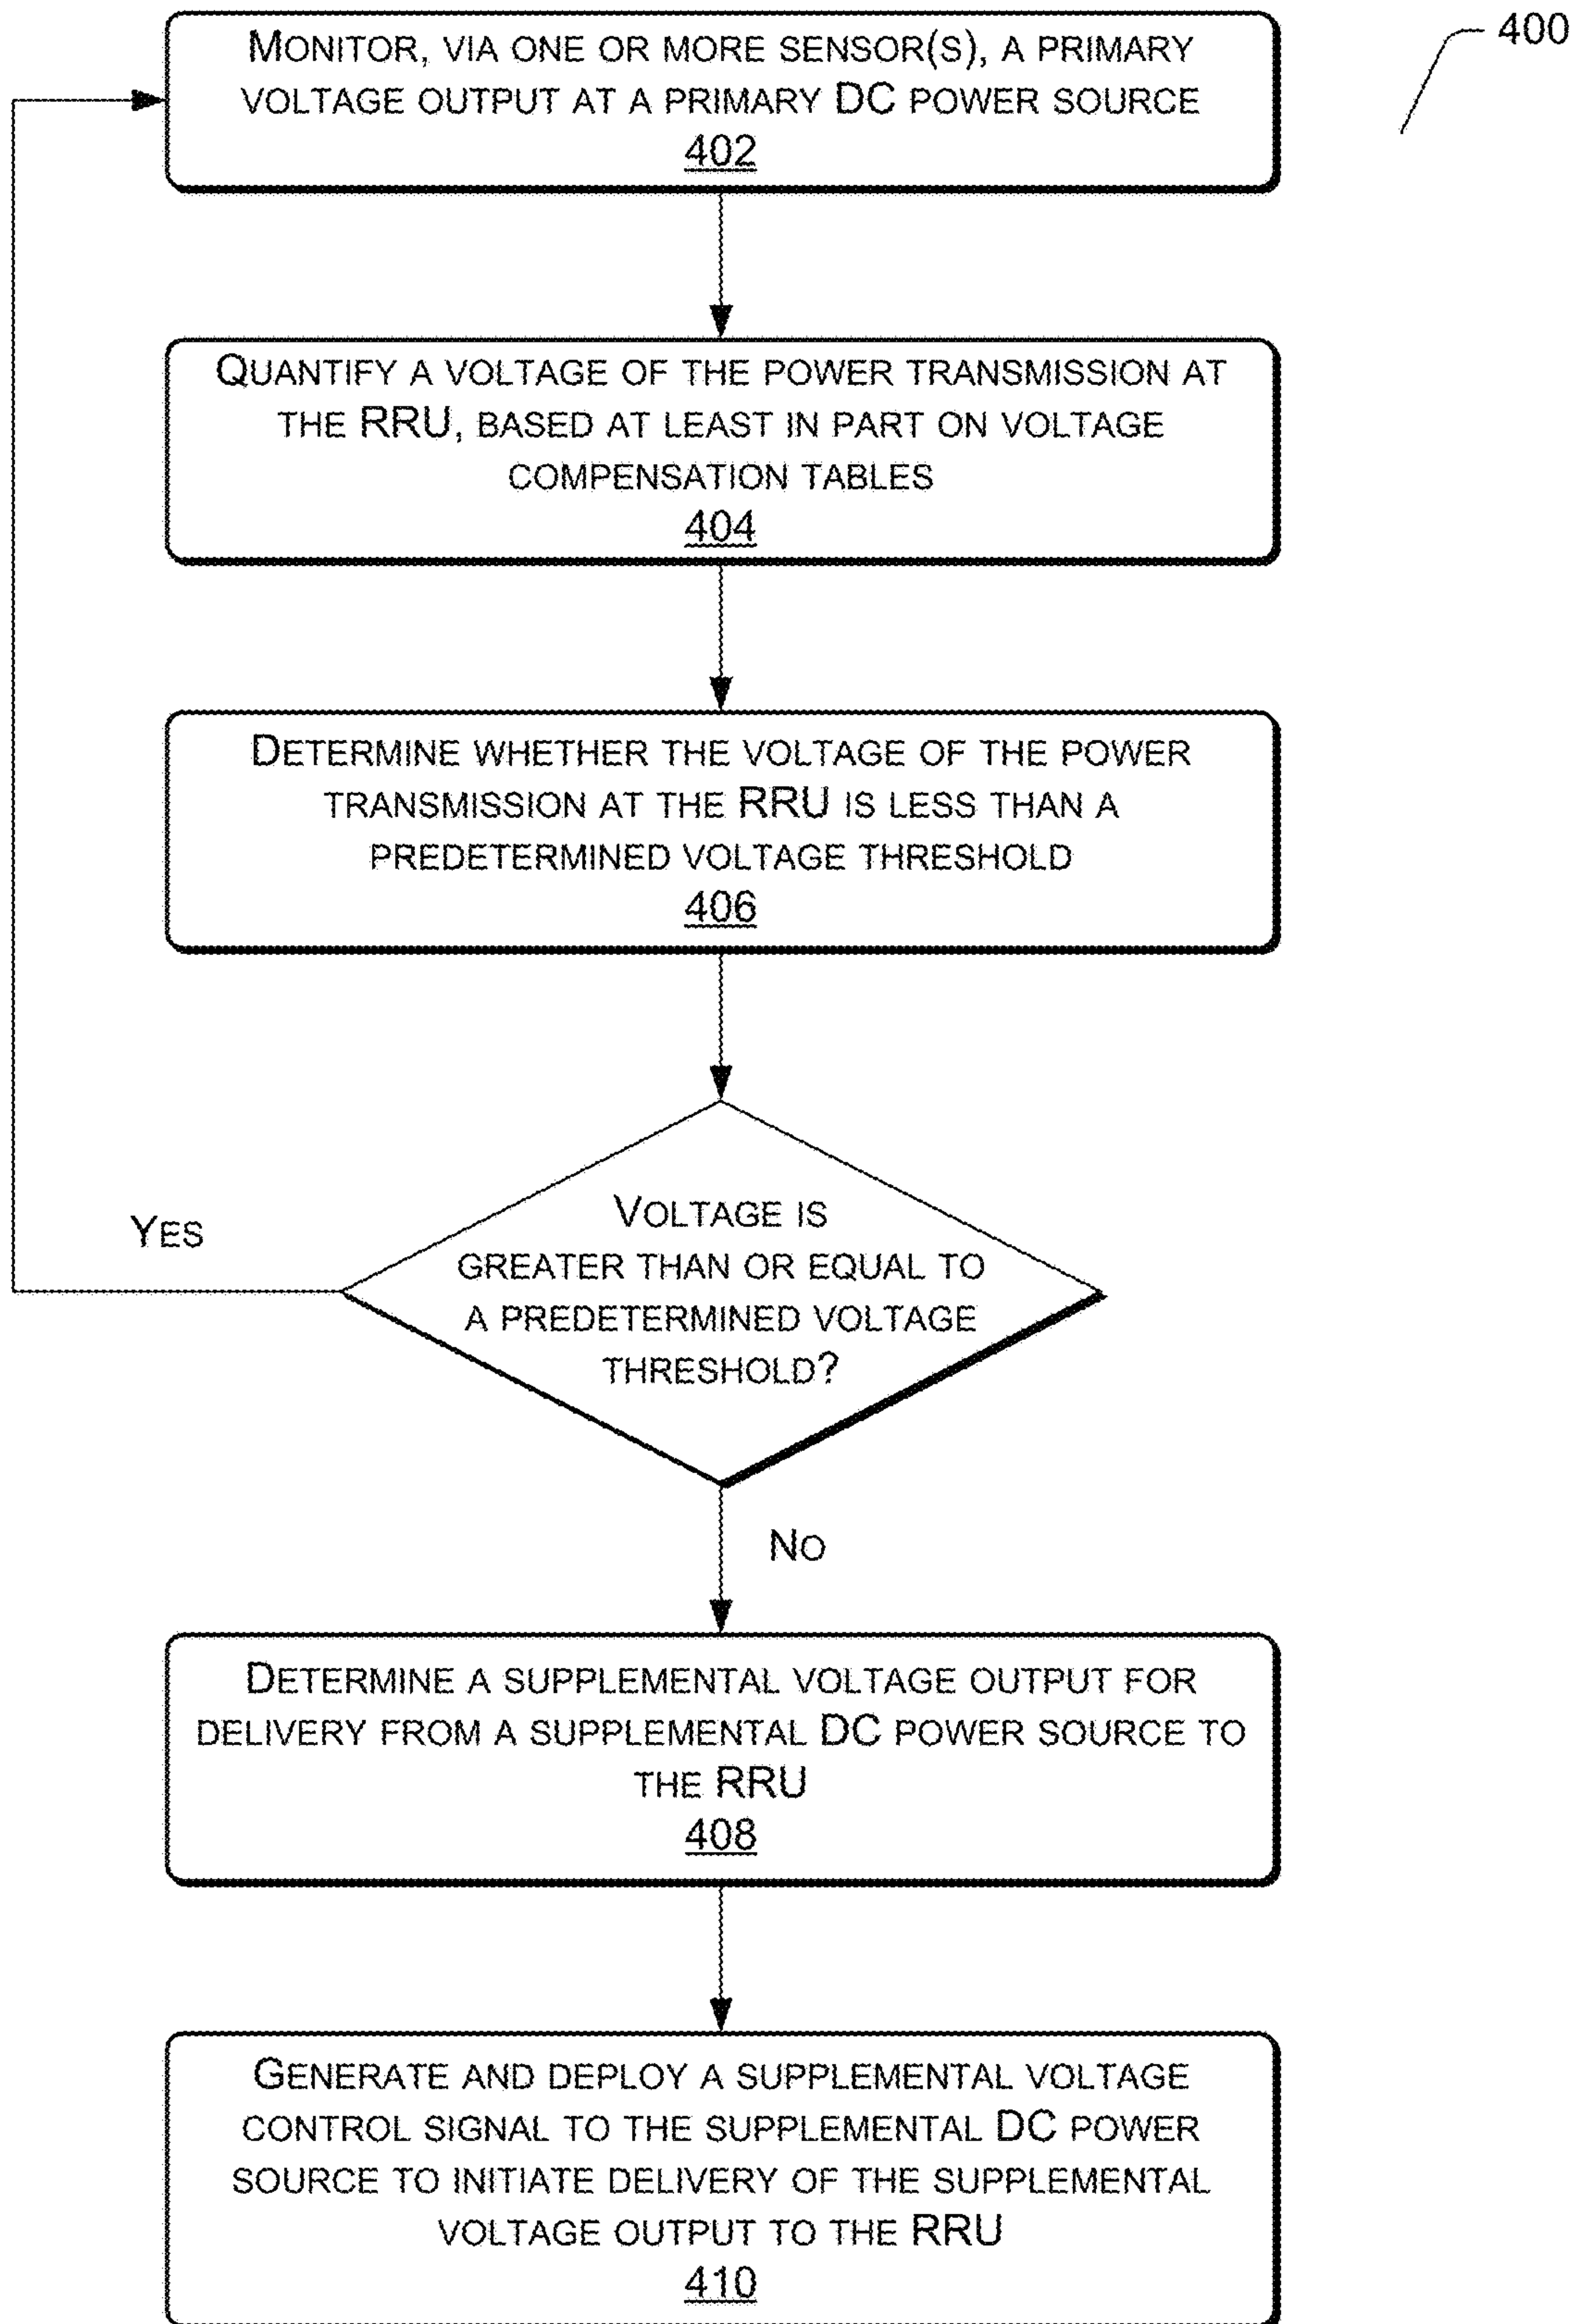 400
MONITOR, VIA ONE OR MORE SENSOR(S), A PRIMARY
VOLTAGE OUTPUT AT A PRIMARY DC POWER SOURCE
402
QUANTIFY A VOLTAGE OF THE POWER TRANSMISSION AT
THE RRU, BASED AT LEAST IN PART ON VOLTAGE
COMPENSATION TABLES
404
DETERMINE WHETHER THE VOLTAGE OF THE POWER
TRANSMISSION AT THE RRU IS LESS THAN A
PREDETERMINED VOLTAGE THRESHOLD
406
VOLTAGE IS
GREATER THAN OR EQUAL TO
A PREDETERMINED VOLTAGE
THRESHOLD?
YES
NO
DETERMINE A SUPPLEMENTAL VOLTAGE OUTPUT FOR
DELIVERY FROM A SUPPLEMENTAL DC POWER SOURCE TO
THE RRU
408
GENERATE AND DEPLOY A SUPPLEMENTAL VOLTAGE
CONTROL SIGNAL TO THE SUPPLEMENTAL DC POWER
SOURCE TO INITIATE DELIVERY OF THE SUPPLEMENTAL
VOLTAGE OUTPUT TO THE RRU
410